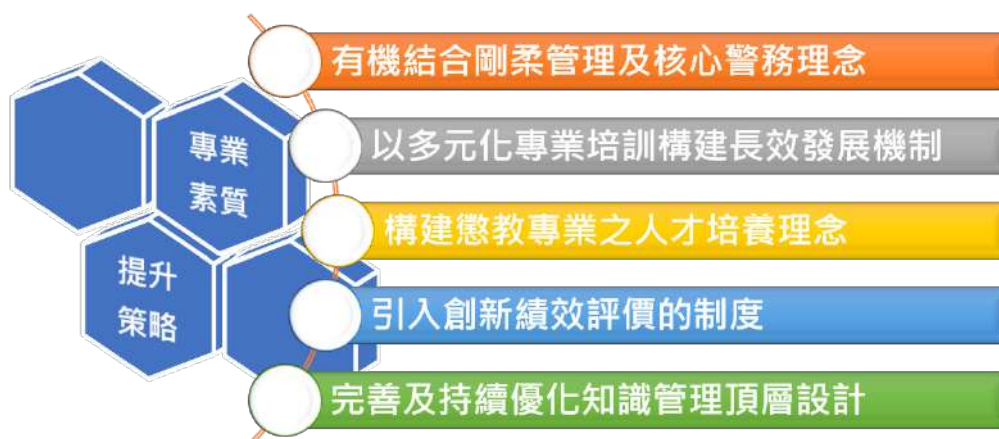 專業
素質
提升
策略
有機結合剛柔管理及核心警務理念
以多元化專業培訓構建長效發展機制
構建懲教專業之人才培養理念
引入創新績效評價的制度
完善及持續優化知識管理頂層設計